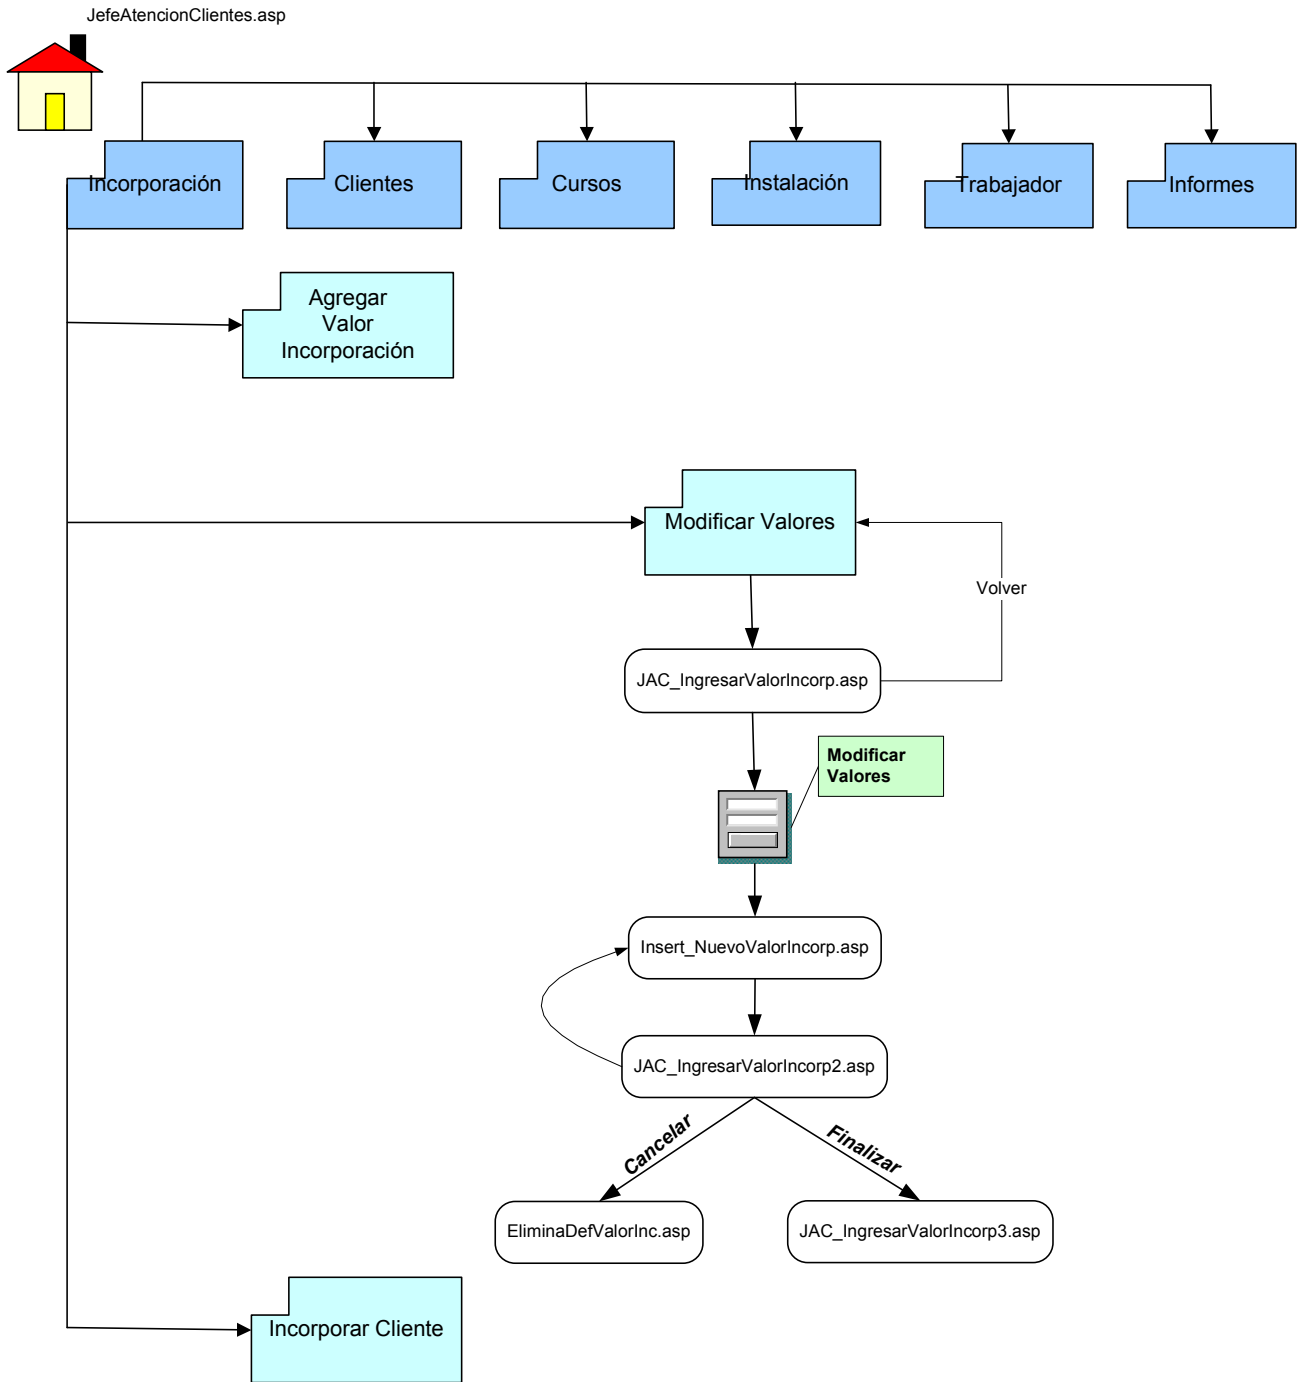 JefeAtencionClientes.asp
Incorporación
Clientes
Cursos
Instalación
Trabajador
Informes
Agregar
Valor
Incorporación
Modificar Valores
Volver
JAC_IngresarValorIncorp.asp
Modificar
Valores
Insert_NuevoValorIncorp.asp
JAC_IngresarValorIncorp2.asp
Cancelar
Finalizar
EliminaDefValorInc.asp
JAC_IngresarValorIncorp3.asp
Incorporar Cliente